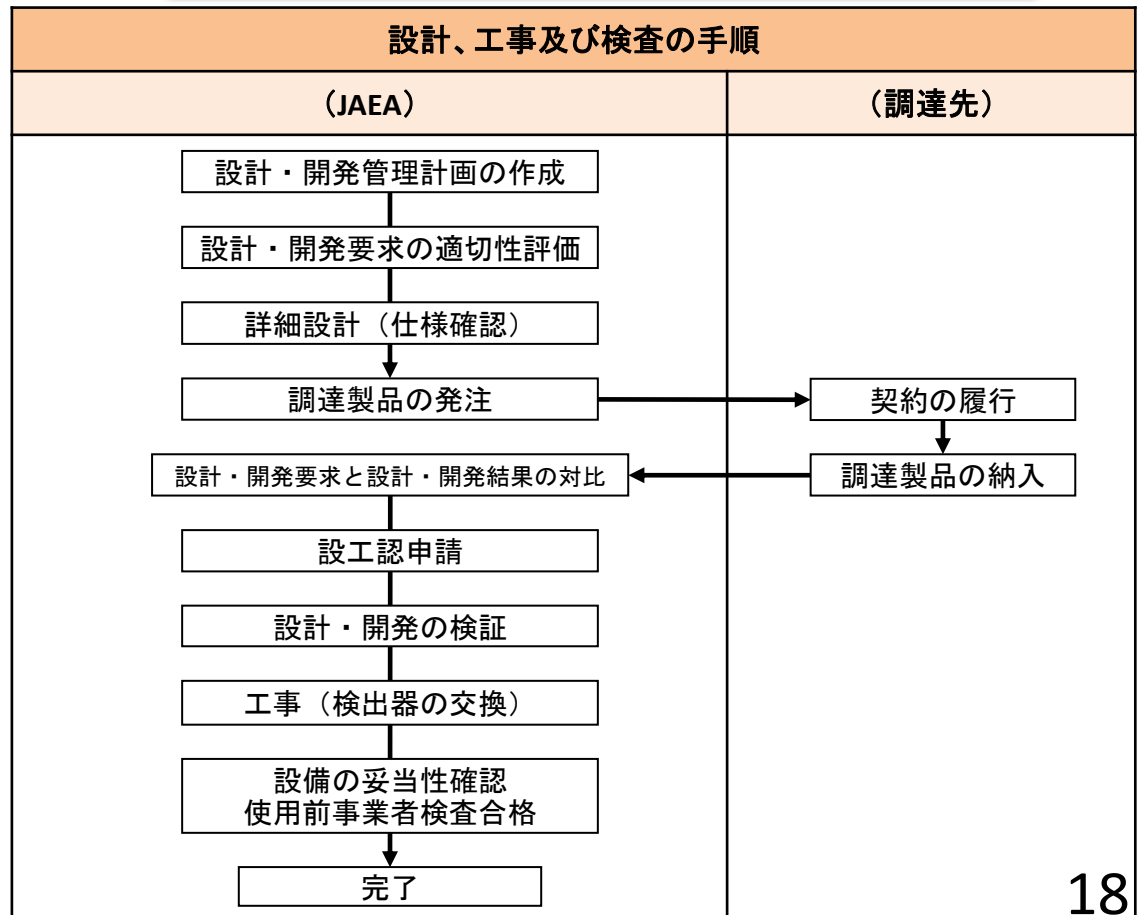 設計、工事及び検査の手順
（JAEA）
（調達先）
設計・開発管理計画の作成
設計・開発要求の適切性評価
詳細設計（仕様確認）
調達製品の発注
契約の履行
設計・開発要求と設計・開発結果の対比
調達製品の納入
設工認申請
設計・開発の検証
工事（検出器の交換）
設備の妥当性確認
使用前事業者検査合格
完了
18